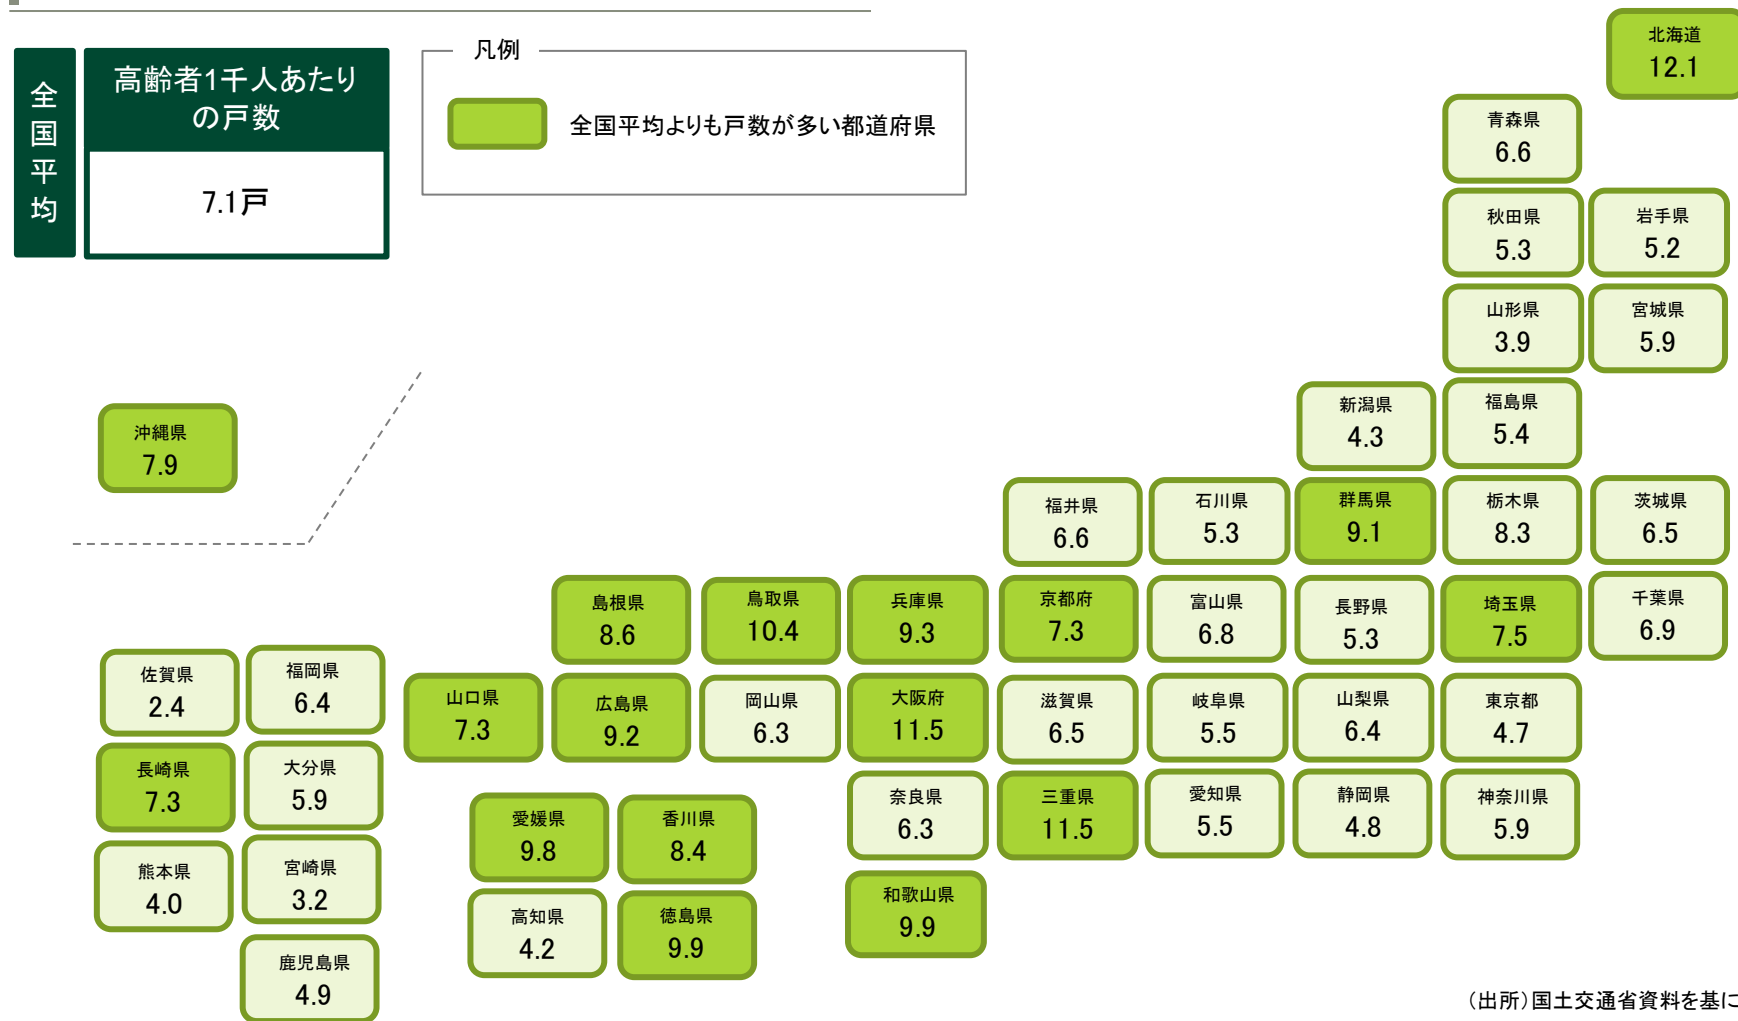 全国平均
高齢者1千人あたり
の戸数
7.1戸
凡例
全国平均よりも戸数が多い都道府県
北海道
12.1
青森県
6.6
秋田県
5.3
岩手県
5.2
山形県
3.9
宮城県
5.9
新潟県
4.3
福島県
5.4
沖縄県
7.9
福井県
6.6
石川県
5.3
群馬県
9.1
栃木県
8.3
茨城県
6.5
島根県
8.6
鳥取県
10.4
兵庫県
9.3
京都府
7.3
富山県
6.8
長野県
5.3
埼玉県
7.5
千葉県
6.9
佐賀県
2.4
福岡県
6.4
山口県
7.3
広島県
9.2
岡山県
6.3
大阪府
11.5
滋賀県
6.5
岐阜県
5.5
山梨県
6.4
東京都
4.7
長崎県
7.3
大分県
5.9
愛媛県
9.8
香川県
8.4
奈良県
6.3
三重県
11.5
愛知県
5.5
静岡県
4.8
神奈川県
5.9
熊本県
4.0
宮崎県
3.2
高知県
4.2
徳島県
9.9
和歌山県
9.9
鹿児島県
4.9
（出所）国土交通省資料を基に